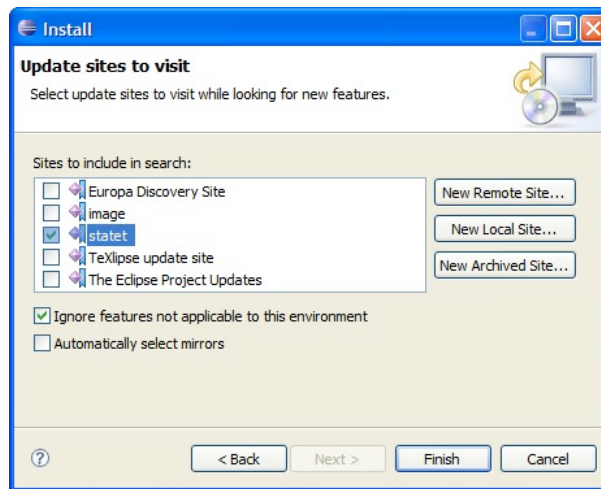 Install
Update sites to visit
Select update sites to visit while looking for new features.
Sites to include in search:
Europa Discovery Site
image
statet
TeXlipse update site
The Eclipse Project Updates
New Remote Site...
New Local Site...
New Archived Site...
Ignore features not applicable to this environment
Automatically select mirrors
? < Back Next > Finish Cancel